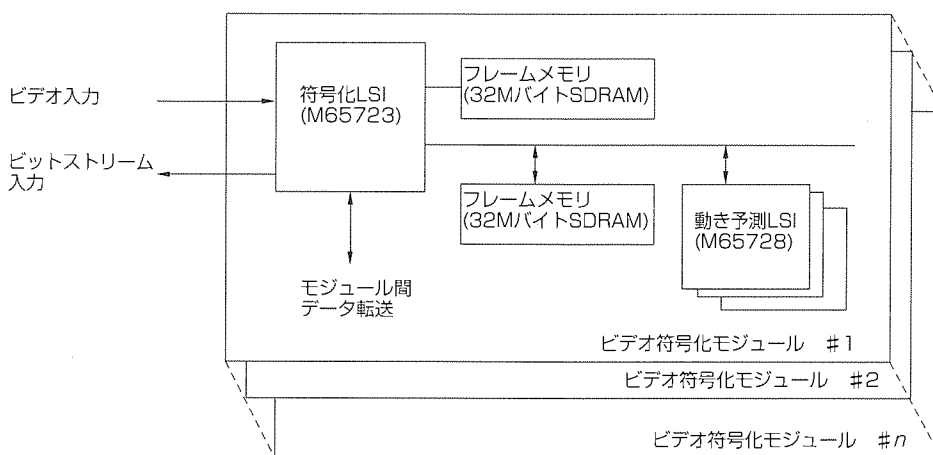 ビデオ入力
ビットストリーム
入力
符号化LSI
(M65723)
フレームメモリ
(32MバイトSDRAM)
フレームメモリ
(32MバイトSDRAM)
動き予測LSI
(M65728)
モジュール間
データ転送
ビデオ符号化モジュール ♯1
ビデオ符号化モジュール ♯2
ビデオ符号化モジュール ♯n